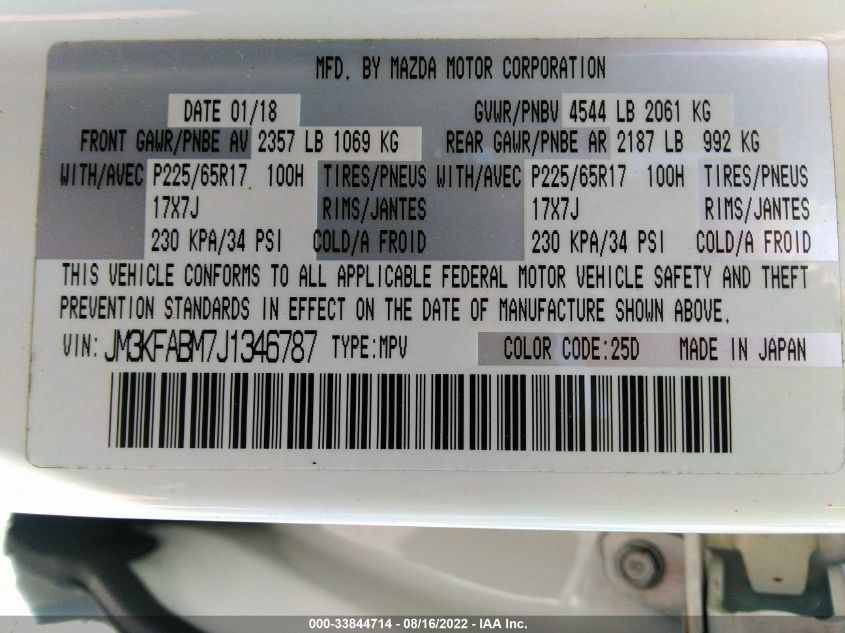 MFD. BY MAZDA MOTOR CORPORATION
DATE 01/18 GVWR/PNBV 4544 LB 2061 KG
FRONT GAWR/PNBE AV 2357 LB 1069 KG REAR GAWR/PNBE AR 2187 LB 992 KG
WITH/AVEC P225/65R17 100H TIRES/PNEUS WITH/AVEC P225/65R17 100H TIRES/PNEUS
17X7J RIMS/JANTES 17X7J RIMS/JANTES
230 KPA/34 PSI COLD/A FROID 230 KPA/34 PSI COLD/A FROID
THIS VEHICLE CONFORMS TO ALL APPLICABLE FEDERAL MOTOR VEHICLE SAFETY AND THEFT
PREVENTION STANDARDS IN EFFECT ON THE DATE OF MANUFACTURE SHOWN ABOVE.
VIN: JM3KFABM7J1346787 TYPE:MPV COLOR CODE:25D MADE IN JAPAN
000-33844714 - 08/16/2022 - IAA Inc.